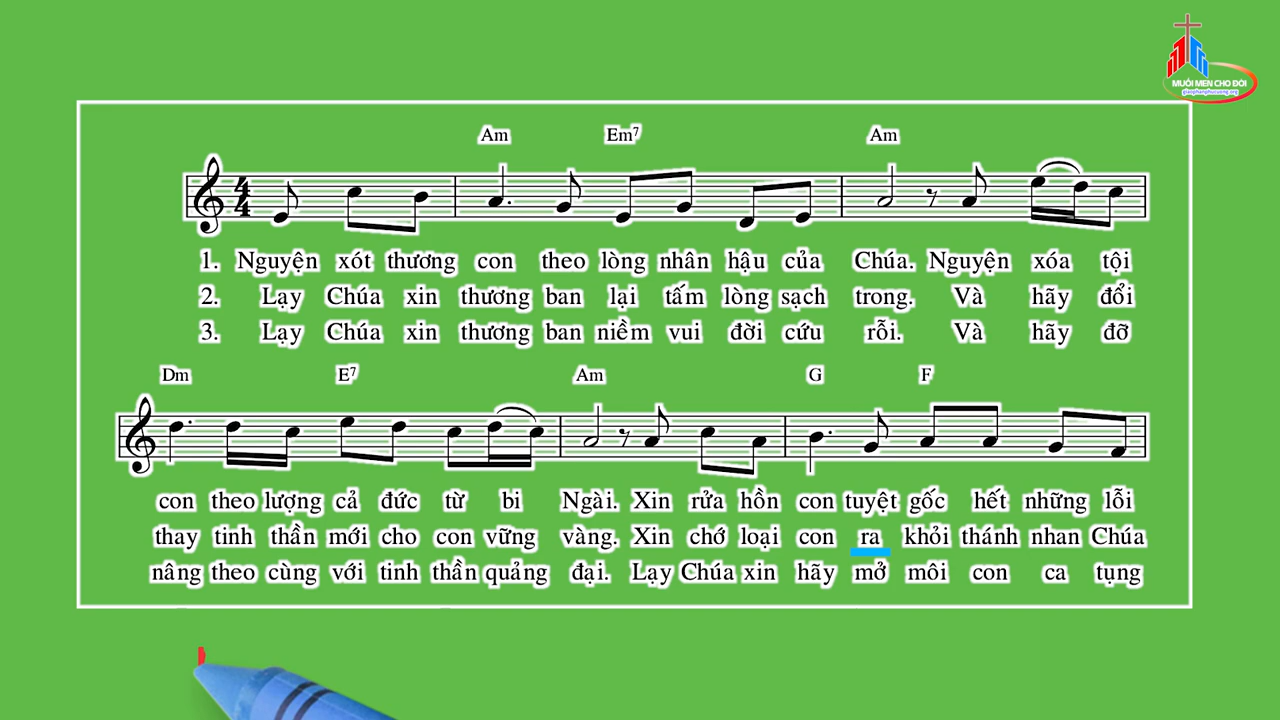 MUỐI MEN CHO ĐỜI
giaophanphucuong.org
Am Em7 Am
4
4
1. Nguyện xót thương con theo lòng nhân hậu của Chúa. Nguyện xóa tội
2. Lạy Chúa xin thương ban lại tấm lòng sạch trong. Và hãy đổi
3. Lạy Chúa xin thương ban niềm vui đời cứu rỗi. Và hãy đỡ
Dm E7 Am G F
con theo lượng cả đức từ bi Ngài. Xin rửa hồn con tuyệt gốc hết những lỗi
thay tinh thần mới cho con vững vàng. Xin chớ loại con ra khỏi thánh nhan Chúa
nâng theo cùng với tinh thần quảng đại. Lạy Chúa xin hãy mở môi con ca tụng